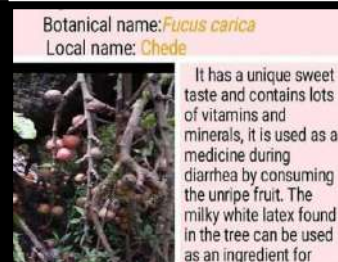 Botanical name:Fucus carica
Local name: Chede
It has a unique sweet
taste and contains lots
of vitamins and
minerals, it is used as a
medicine during
diarrhea by consuming
the unripe fruit. The
milky white latex found
in the tree can be used
as an ingredient for